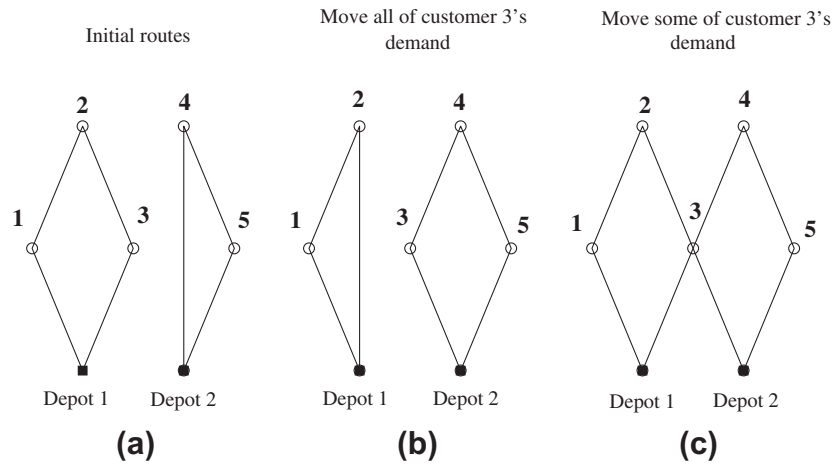 Initial routes
2
4
1
3
5
Depot 1
Depot 2
(a)
Move all of customer 3's
demand
2
4
1
3
5
Depot 1
Depot 2
(b)
Move some of customer 3's
demand
2
4
1
3
5
Depot 1
Depot 2
(c)